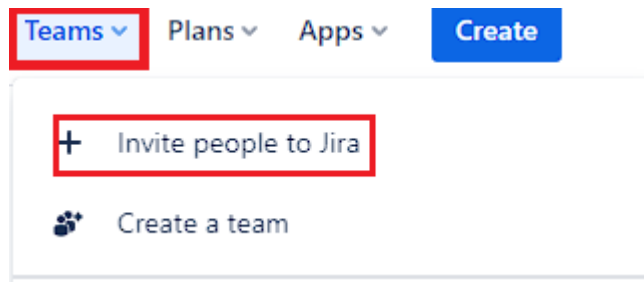 Teams Plans Apps Create
Invite people to Jira
Create a team